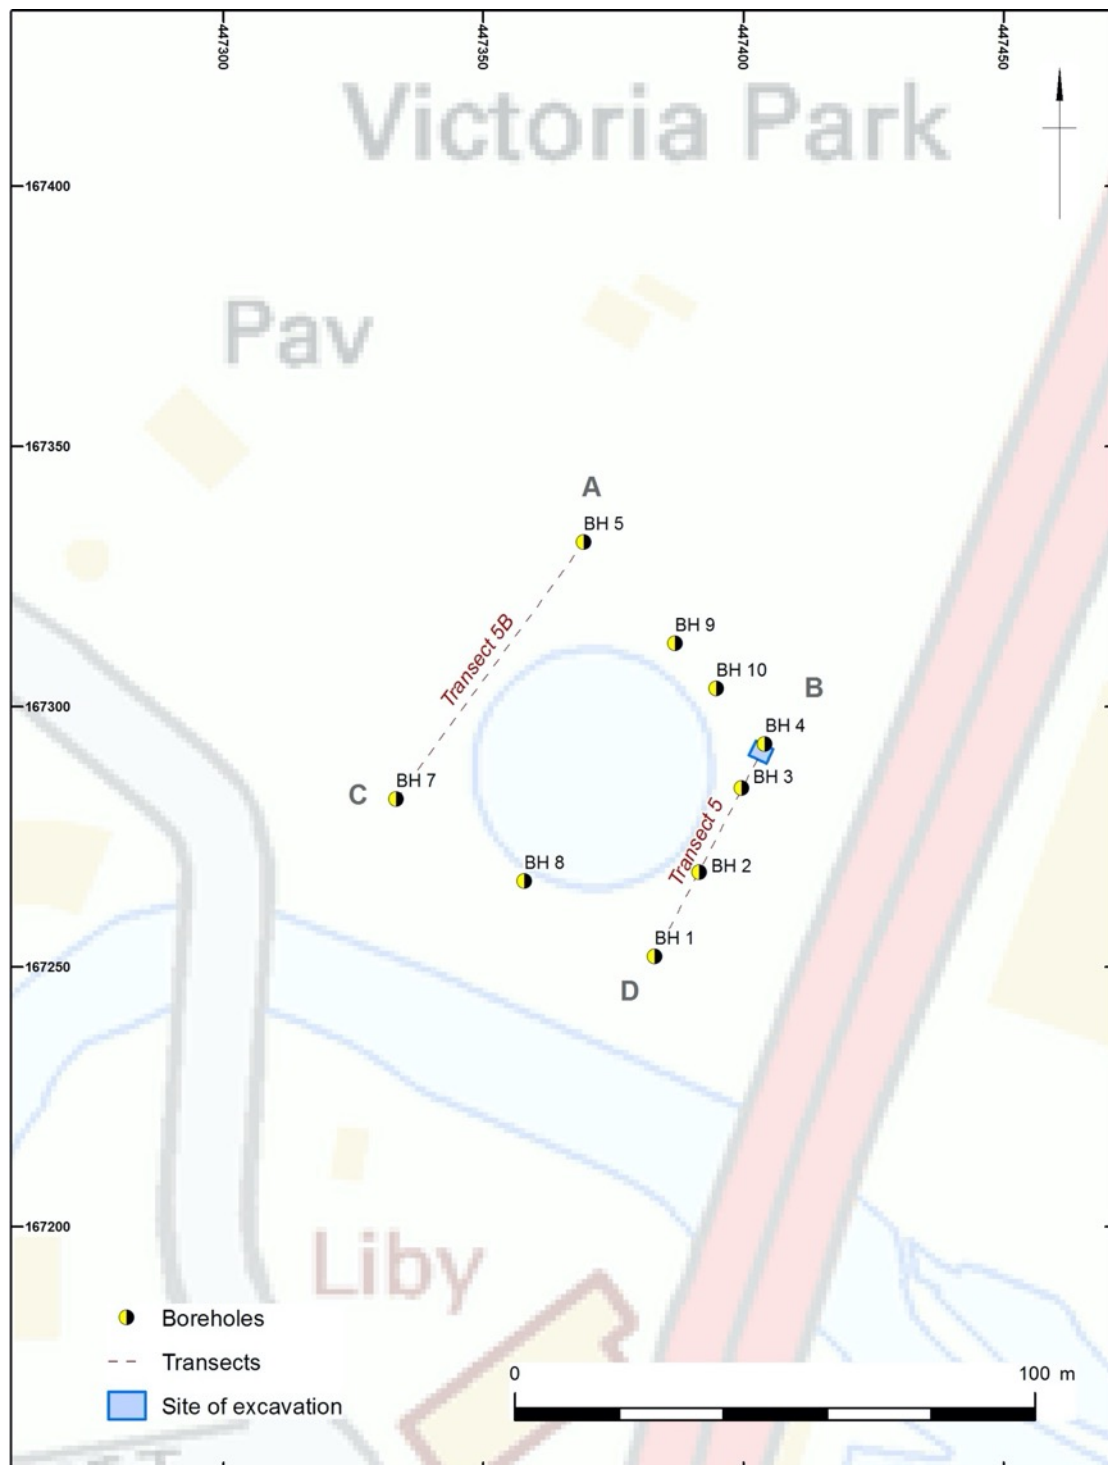 447300
447350
447400
447450
Victoria Park
167400
Pav
167350
A
BH 5
Transect 5B
BH 9
BH 10
B
167300
BH 4
BH 7
C
BH 3
Transect 5
BH 8
BH 2
BH 1
167250
D
167200
Liby
Boreholes
Transects
Site of excavation
0
100 m